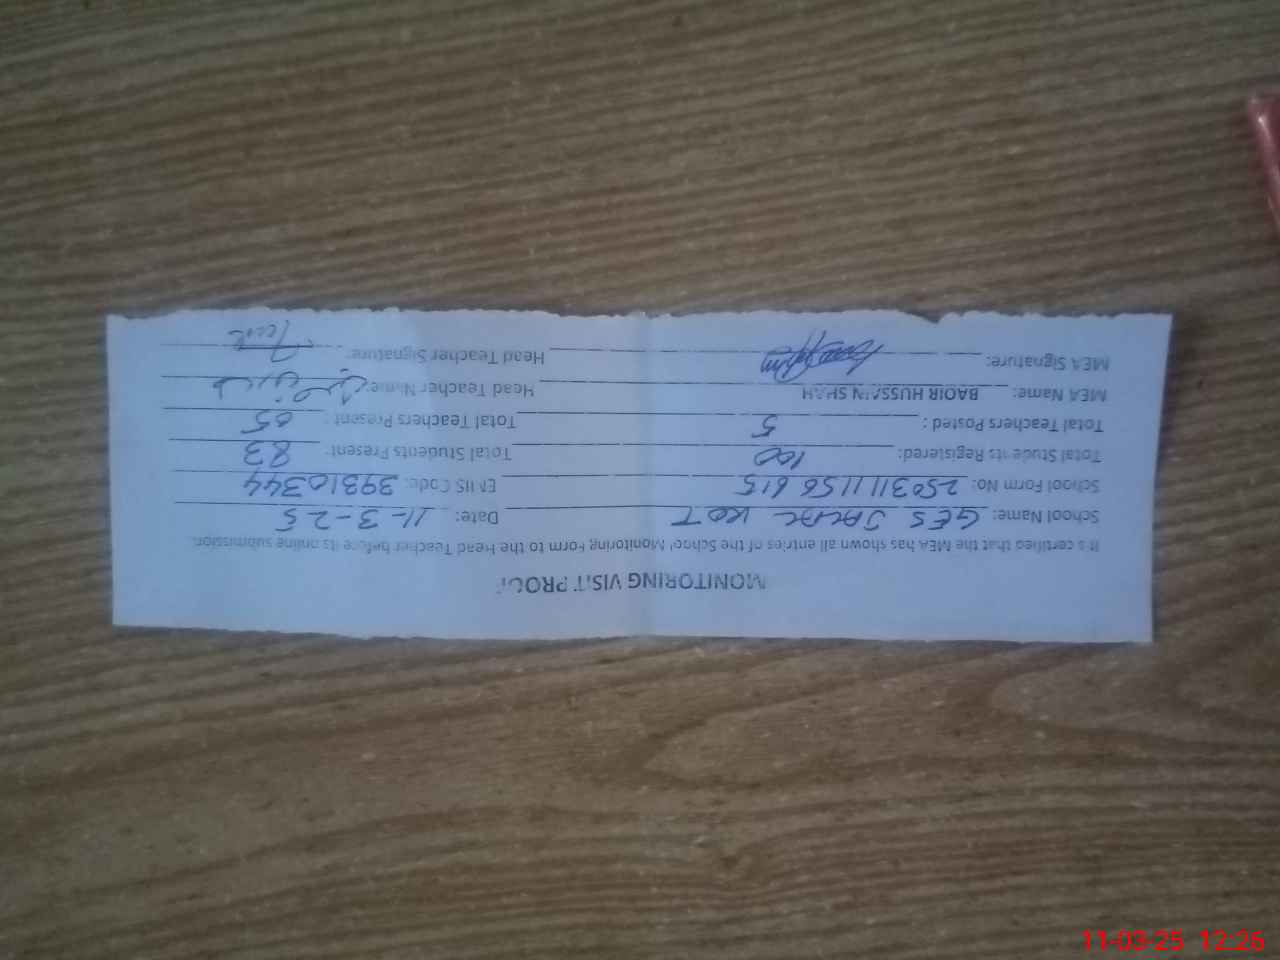 MONITORING VISIT PROOF
It s certified that the MEA has shown all entries of the School Monitoring Form to the Head Teacher before its online submission.
School Name: GES JALAL KOT Date: 11-3-25
School Form No: 250311115661 5 EMIS Code: 39310344
Total Students Registered: 100 Total Students Present: 83
Total Teachers Posted: 5 Total Teachers Present: 05
MEA Name: BAQIR HUSSAIN SHAH Head Teacher Name:
MEA Signature: Head Teacher Signature:
11-03-25 12:26